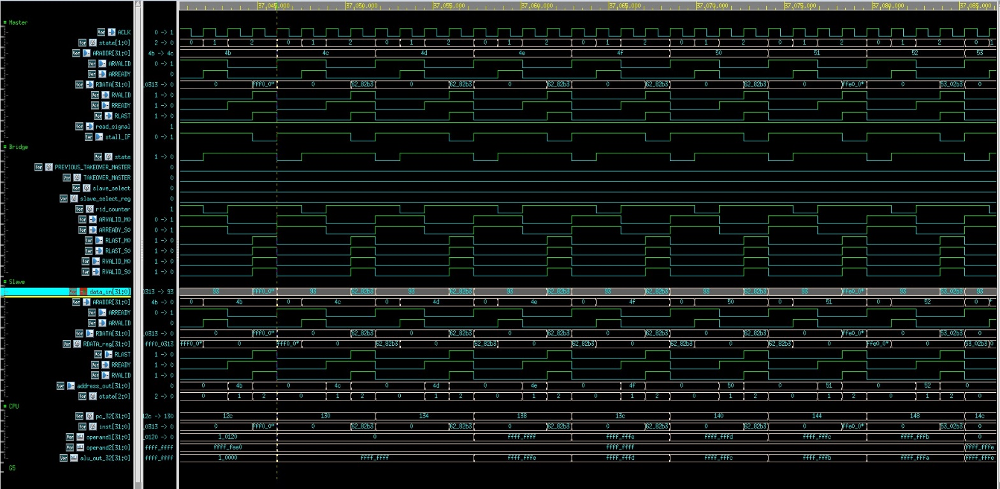 37,045,000 37,050,000 37,055,000 37,060,000 37,065,000 37,070,000 37,075,000 37,080,000 37,085,000
Master
ACLK 0 -> 1
state[1:0] 2 -> 0 0 1 2 0 1 2 0 1 2 0 1 2 0 1 2 0 1 2 0 1 2 0 1 2 0 1
ARADDR[31:0] 4b -> 4c 4b 4c 4d 4e 4f 50 51 52 53
ARVALID 0 -> 1
ARREADY 0
RDATA[31:0] _0313 -> 0 0 fff0_0* 0 62_82b3 0 62_82b3 0 62_82b3 0 62_82b3 0 62_82b3 0 ffe0_0* 0 53_02b3 0
RVALID 1 -> 0
RREADY 1 -> 0
RLAST 1 -> 0
read_signal 1
stall_IF 0 -> 1
Bridge
state 1 -> 0
PREVIOUS_TAKEOVER_MASTER 0
TAKEOVER_MASTER 0
slave_select 0
slave_select_reg 0
rid_counter 1
ARVALID_M0 0 -> 1
ARREADY_S0 0 -> 1
RLAST_M0 1 -> 0
RLAST_S0 1 -> 0
RVALID_M0 1 -> 0
RVALID_S0 1 -> 0
Slave
data_in[31:0] 0313 -> 93 93 fff0_0* 93 62_82b3 93 62_82b3 93 62_82b3 93 62_82b3 93 62_82b3 93 ffe0_0* 93 53_02b3 93
ARADDR[31:0] 4b -> 0 0 4b 0 4c 0 4d 0 4e 0 4f 0 50 0 51 0 52 0 *
ARREADY 0 -> 1
ARVALID 0
RDATA[31:0] _0313 -> 0 0 fff0_0* 0 62_82b3 0 62_82b3 0 62_82b3 0 62_82b3 0 62_82b3 0 ffe0_0* 0 53_02b3 0
RDATA_reg[31:0] fff0_0313 fff0_0* 0 fff0_0* 0 62_82b3 0 62_82b3 0 62_82b3 0 62_82b3 0 62_82b3 0 ffe0_0* 0 53_02b3 0
RLAST 1 -> 0
RREADY 1 -> 0
RVALID 1 -> 0
address_out[31:0] 0 0 4b 0 4c 0 4d 0 4e 0 4f 0 50 0 51 0 52 0
state[2:0] 2 -> 0 0 1 2 0 1 2 0 1 2 0 1 2 0 1 2 0 1 2 0 1 2 0 1 2 0
CPU
pc_32[31:0] 12c -> 130 12c 130 134 138 13c 140 144 148 14c
inst[31:0] _0313 -> 0 0 fff0_0* 0 62_82b3 0 62_82b3 0 62_82b3 0 62_82b3 0 62_82b3 0 ffe0_0* 0 53_02b3 0
operand1[31:0] _0120 -> 0 1_0120 0 ffff_ffff ffff_fffe ffff_fffd ffff_fffc ffff_fffb 0
operand2[31:0] ffff_ffff ffff_fee0 ffff_ffff ffff_fffe
alu_out_32[31:0] ffff_ffff 1_0000 ffff_ffff ffff_fffe ffff_fffd ffff_fffc ffff_fffb ffff_fffa ffff_fffe
G5